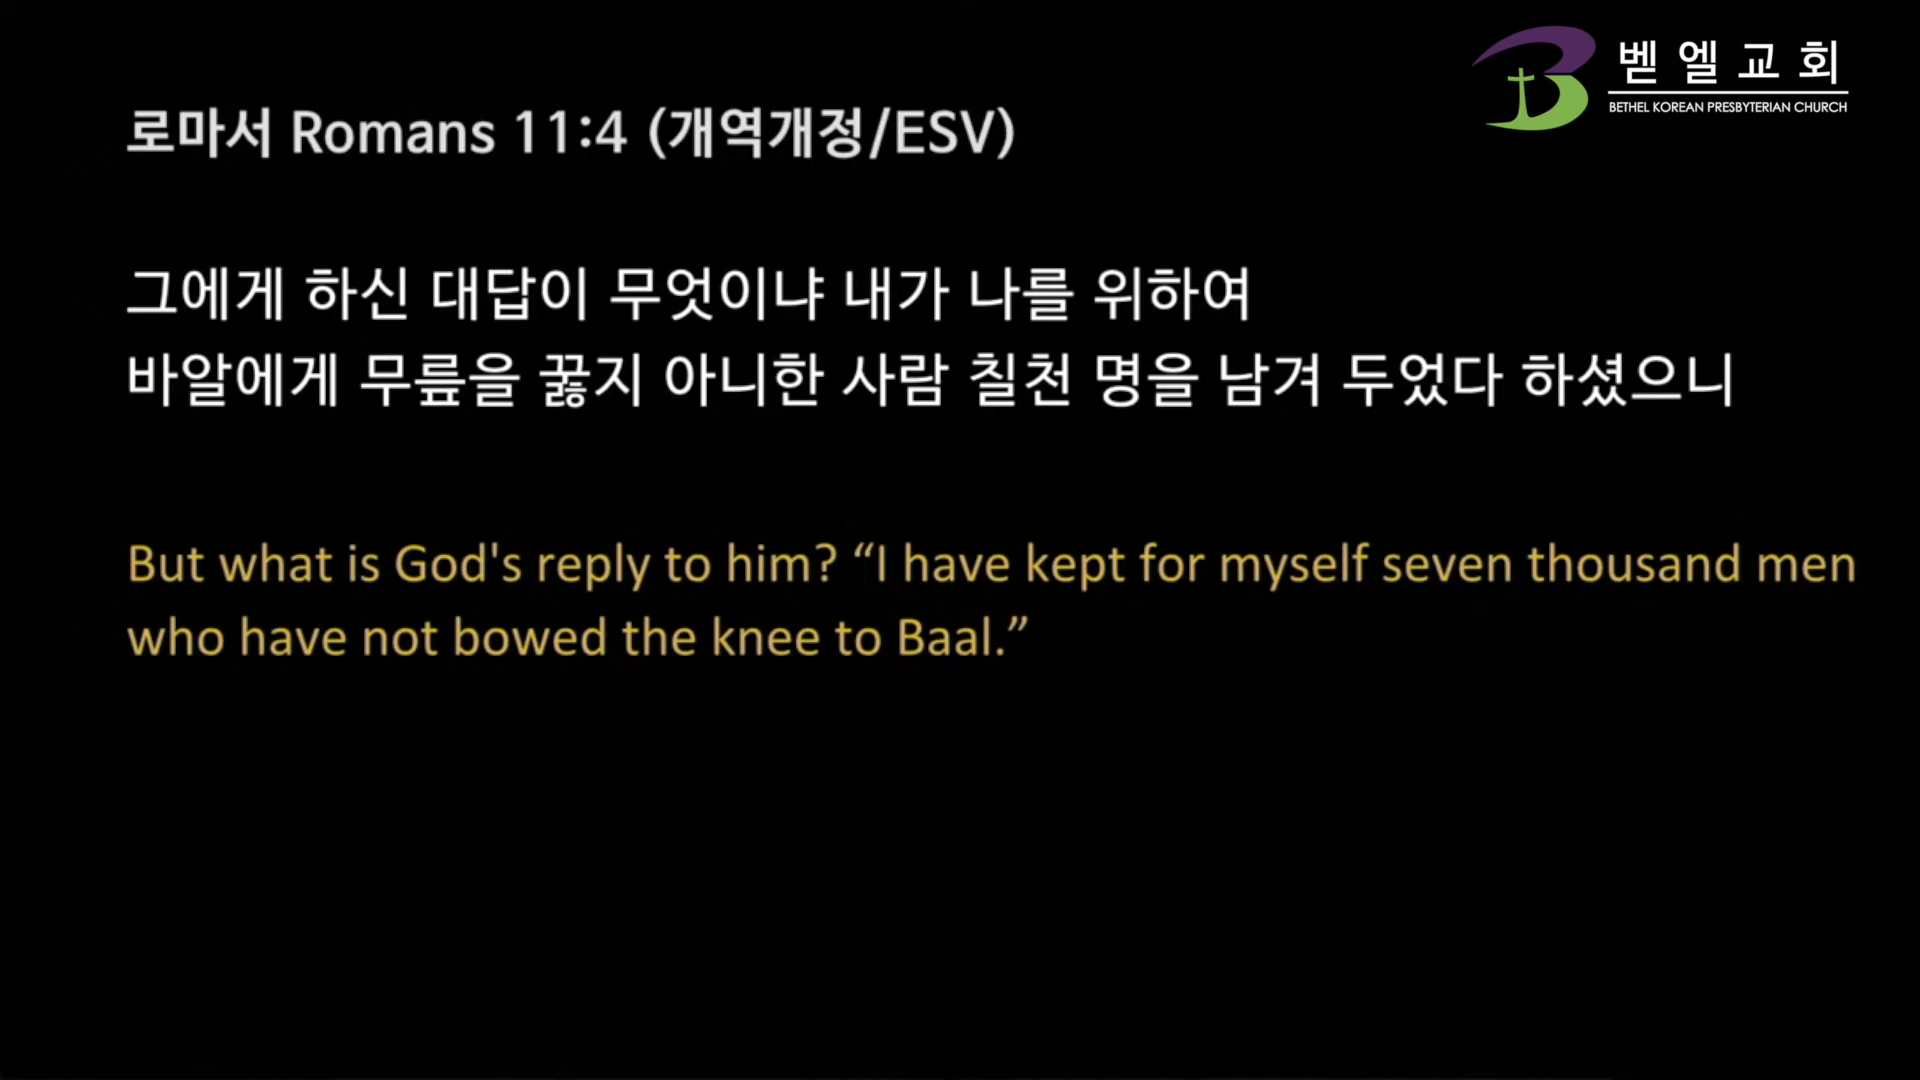 벧엘교회
BETHEL KOREAN PRESBYTERIAN CHURCH
로마서 Romans 11:4 (개역개정/ESV)
그에게 하신 대답이 무엇이냐 내가 나를 위하여
바알에게 무릎을 꿇지 아니한 사람 칠천 명을 남겨 두었다 하셨으니
But what is God's reply to him? “I have kept for myself seven thousand men
who have not bowed the knee to Baal.”